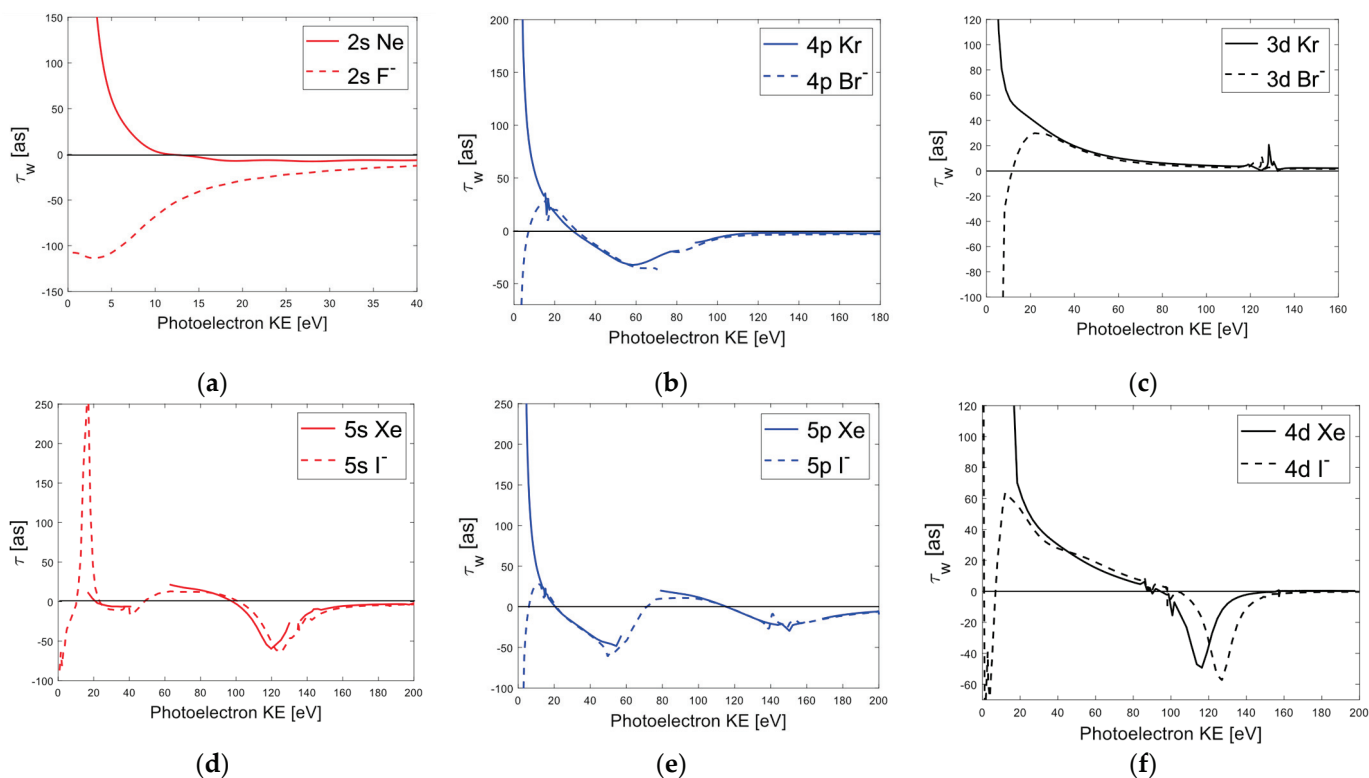 2s Ne
2s F⁻
τ_w [as]
150
100
50
0
-50
-100
-150
0 5 10 15 20 25 30 35 40
Photoelectron KE [eV]
(a)
4p Kr
4p Br⁻
τ_w [as]
200
150
100
50
0
-50
0 20 40 60 80 100 120 140 160 180
Photoelectron KE [eV]
(b)
3d Kr
3d Br⁻
τ_w [as]
120
100
80
60
40
20
0
-20
-40
-60
-80
-100
0 20 40 60 80 100 120 140 160
Photoelectron KE [eV]
(c)
5s Xe
5s I⁻
τ [as]
250
200
150
100
50
0
-50
-100
0 20 40 60 80 100 120 140 160 180 200
Photoelectron KE [eV]
(d)
5p Xe
5p I⁻
τ_w [as]
250
200
150
100
50
0
-50
-100
0 20 40 60 80 100 120 140 160 180 200
Photoelectron KE [eV]
(e)
4d Xe
4d I⁻
τ_w [as]
120
100
80
60
40
20
0
-20
-40
-60
0 20 40 60 80 100 120 140 160 180 200
Photoelectron KE [eV]
(f)